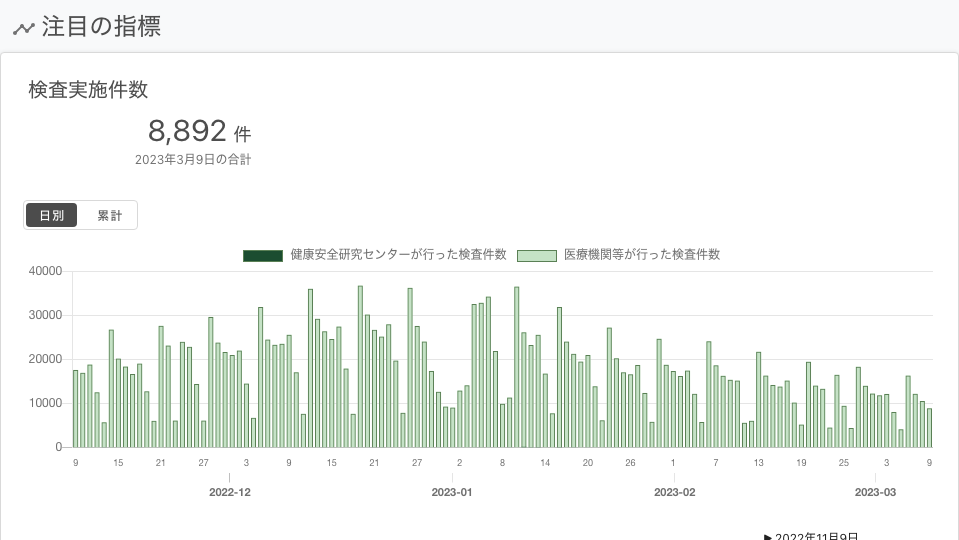 注目の指標
検査実施件数
8,892 件
2023年3月9日の合計
日別 累計
健康安全研究センターが行った検査件数 医療機関等が行った検査件数
40000
30000
20000
10000
0
9 15 21 27 3 9 15 21 27 2 8 14 20 26 1 7 13 19 25 3 9
2022-12 2023-01 2023-02 2023-03
▶ 2022年11月9日